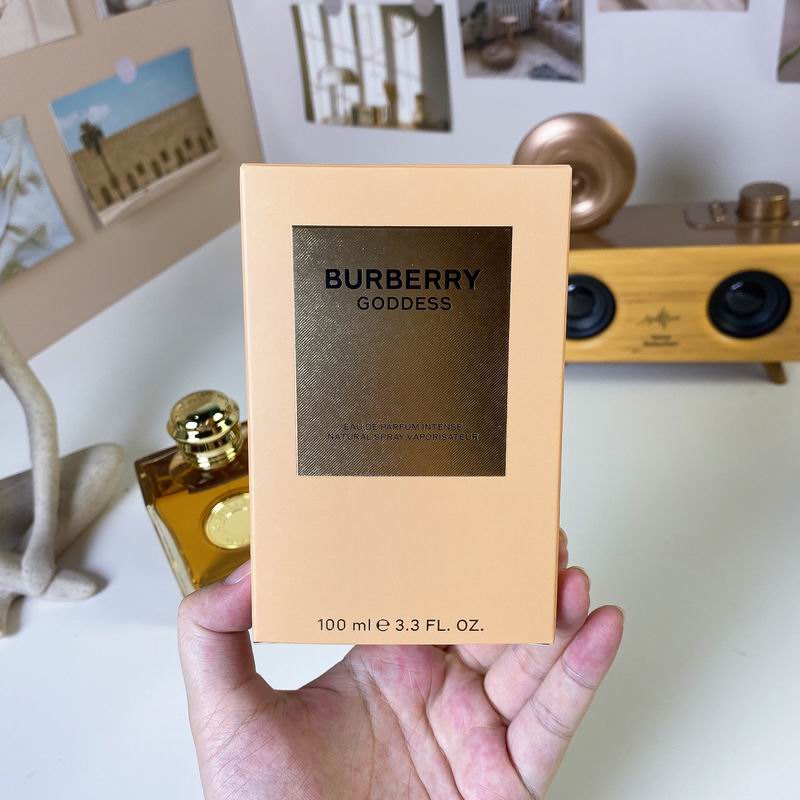 BURBERRY
GODDESS
EAU DE PARFUM INTENSE
NATURAL SPRAY VAPORISATEUR
100 ml ℮ 3.3 FL. OZ.